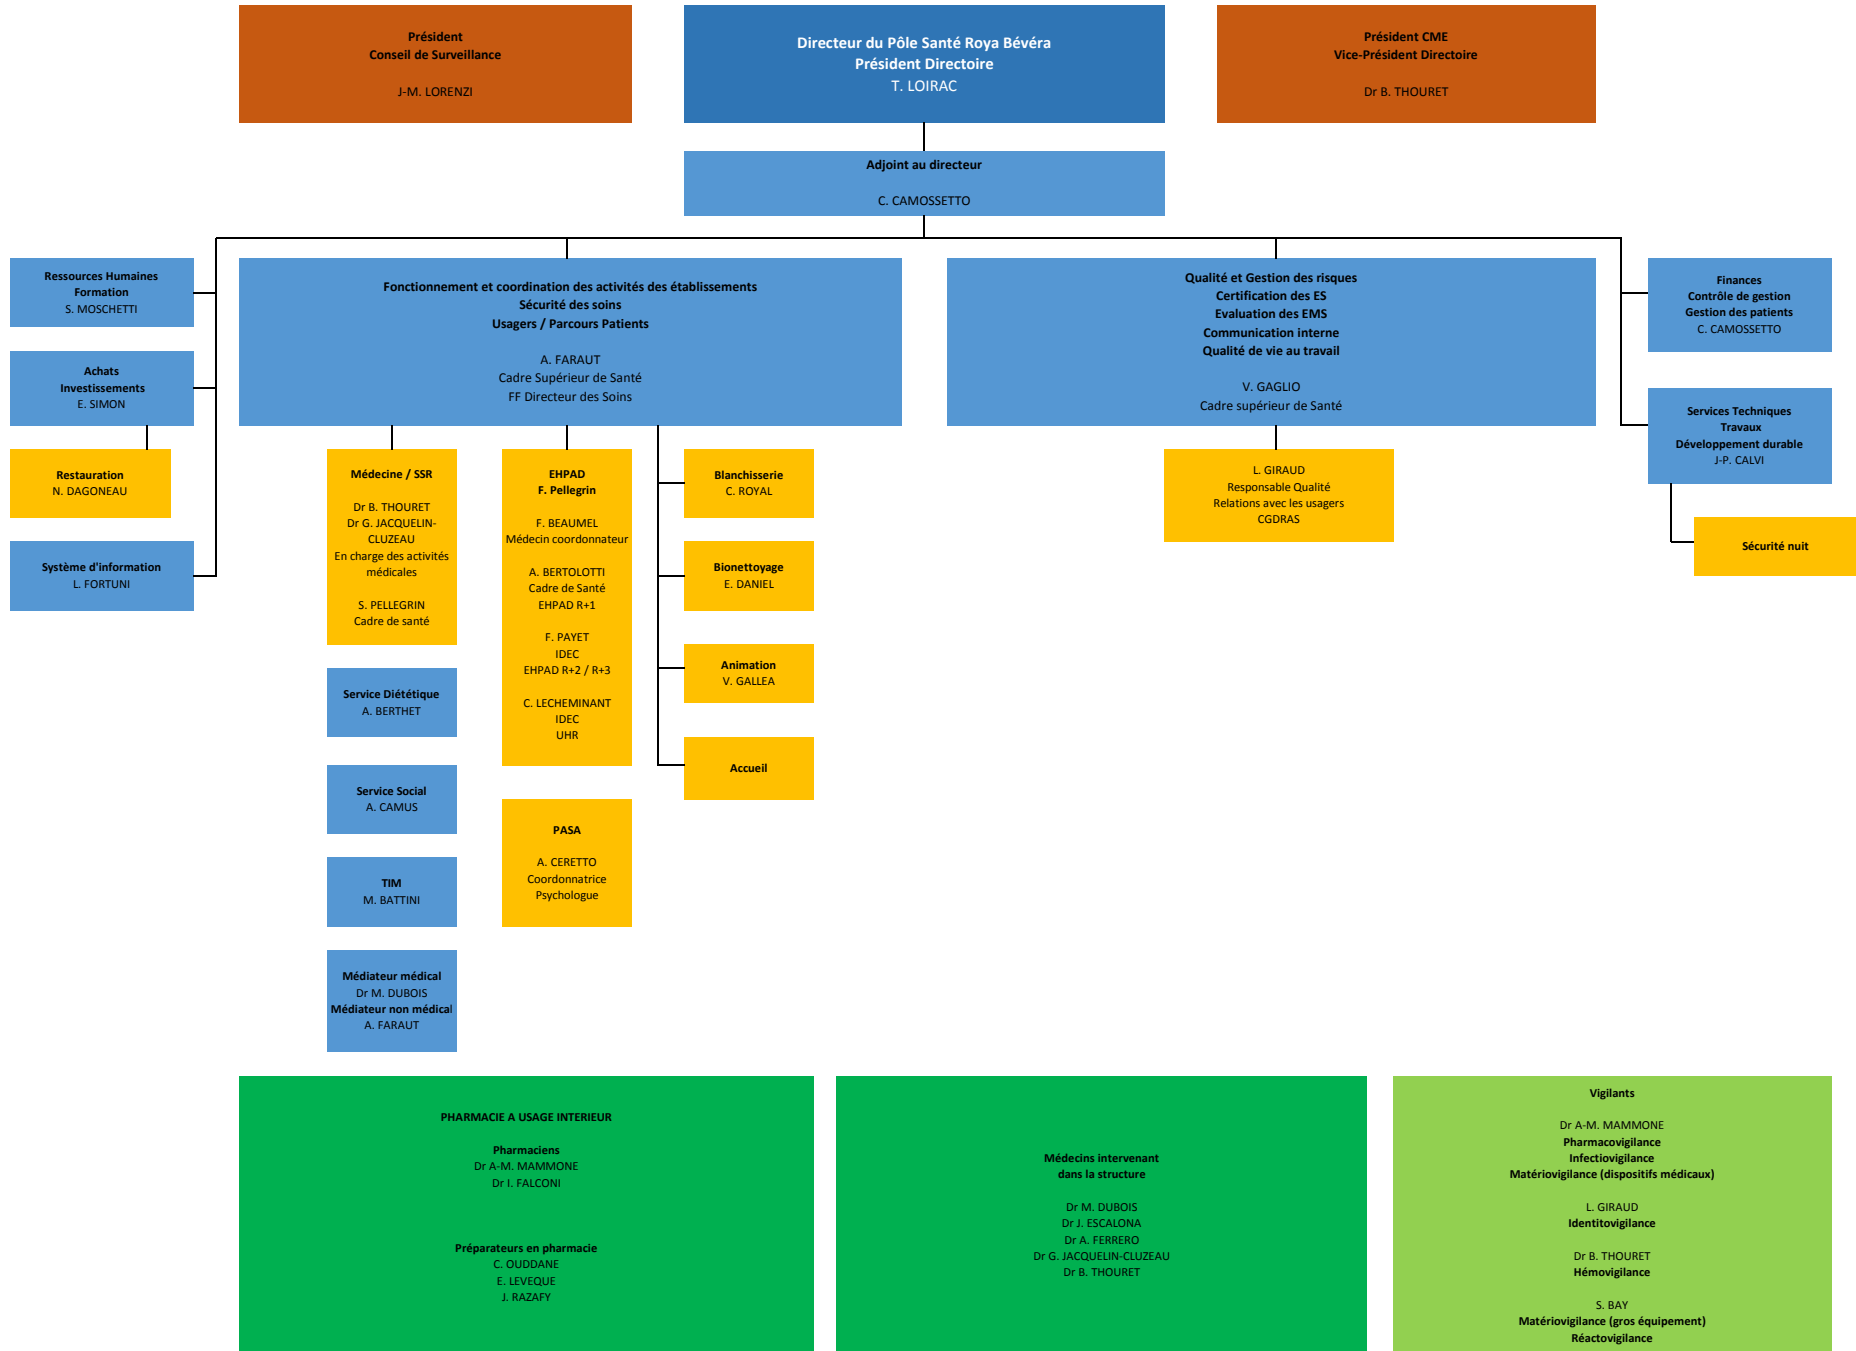 Président
Conseil de Surveillance
J-M. LORENZI
Directeur du Pôle Santé Roya Bévéra
Président Directoire
T. LOIRAC
Président CME
Vice-Président Directoire
Dr B. THOURET
Adjoint au directeur
C. CAMOSSETTO
Ressources Humaines
Formation
S. MOSCHETTI
Achats
Investissements
E. SIMON
Restauration
N. DAGONEAU
Système d'information
L. FORTUNI
Fonctionnement et coordination des activités des établissements
Sécurité des soins
Usagers / Parcours Patients
A. FARAUT
Cadre Supérieur de Santé
FF Directeur des Soins
Qualité et Gestion des risques
Certification des ES
Evaluation des EMS
Communication interne
Qualité de vie au travail
V. GAGLIO
Cadre supérieur de Santé
Finances
Contrôle de gestion
Gestion des patients
C. CAMOSSETTO
Services Techniques
Travaux
Développement durable
J-P. CALVI
Sécurité nuit
Médecine / SSR
Dr B. THOURET
Dr G. JACQUELIN-
CLUZEAU
En charge des activités
médicales
S. PELLEGRIN
Cadre de santé
Service Diététique
A. BERTHET
Service Social
A. CAMUS
TIM
M. BATTINI
Médiateur médical
Dr M. DUBOIS
Médiateur non médical
A. FARAUT
EHPAD
F. Pellegrin
F. BEAUMEL
Médecin coordonnateur
A. BERTOLOTTI
Cadre de Santé
EHPAD R+1
F. PAYET
IDEC
EHPAD R+2 / R+3
C. LECHEMINANT
IDEC
UHR
PASA
A. CERETTO
Coordonnatrice
Psychologue
Blanchisserie
C. ROYAL
Bionettoyage
E. DANIEL
Animation
V. GALLEA
Accueil
L. GIRAUD
Responsable Qualité
Relations avec les usagers
CGDRAS
PHARMACIE A USAGE INTERIEUR
Pharmaciens
Dr A-M. MAMMONE
Dr I. FALCONI
Préparateurs en pharmacie
C. OUDDANE
E. LEVEQUE
J. RAZAFY
Médecins intervenant
dans la structure
Dr M. DUBOIS
Dr J. ESCALONA
Dr A. FERRERO
Dr G. JACQUELIN-CLUZEAU
Dr B. THOURET
Vigilants
Dr A-M. MAMMONE
Pharmacovigilance
Infectiovigilance
Matériovigilance (dispositifs médicaux)
L. GIRAUD
Identitovigilance
Dr B. THOURET
Hémovigilance
S. BAY
Matériovigilance (gros équipement)
Réactovigilance